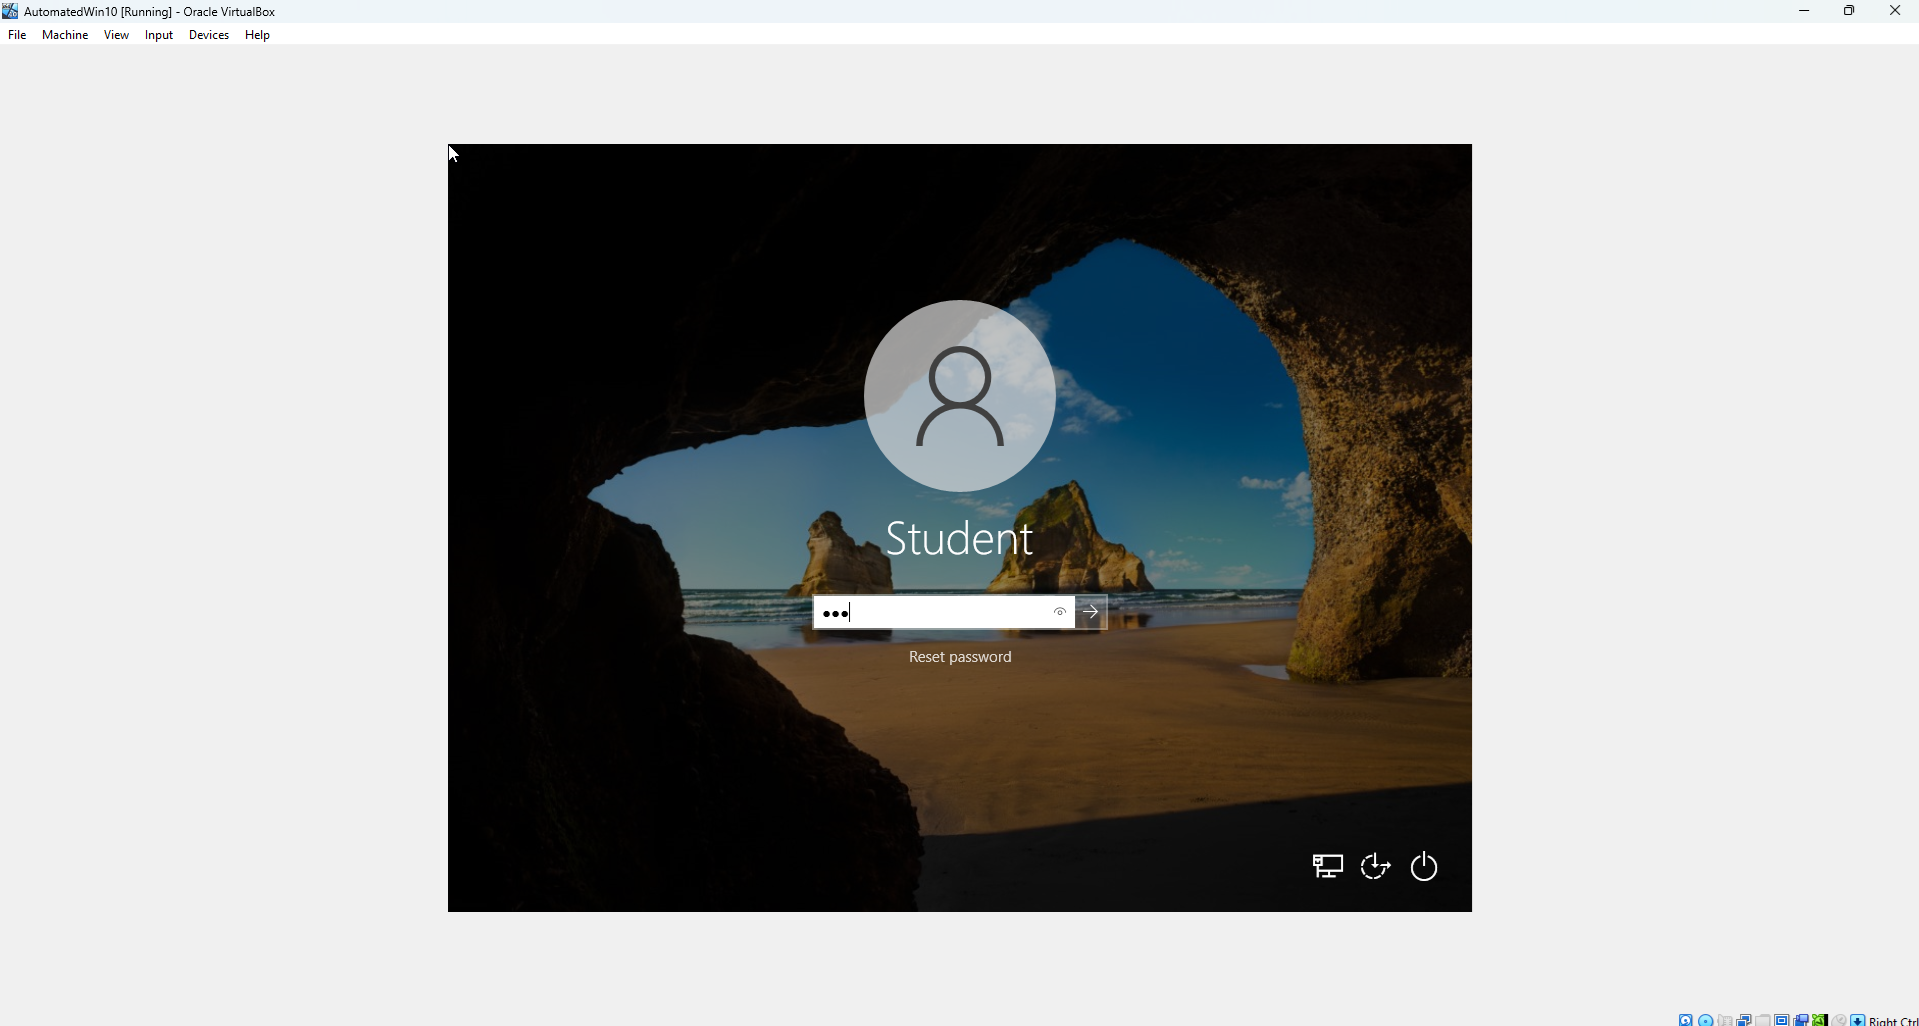 AutomatedWin10 [Running] - Oracle VirtualBox
File Machine View Input Devices Help
Student
•••
Reset password
Right Ctrl